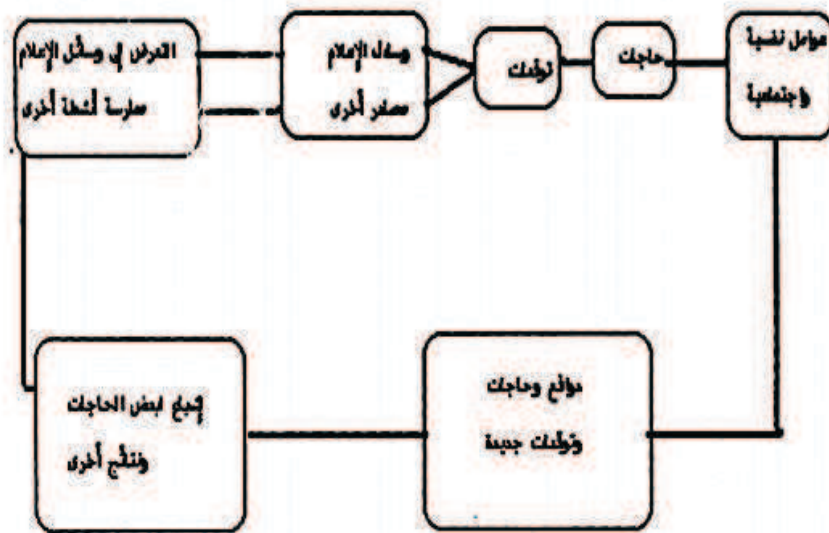 عوامل نفسية
واجتماعية
حاجات
توقعات
وسائل الإعلام
مصادر أخرى
التعرض إلى وسائل الإعلام
ممارسة أنشطة أخرى
إشباع لبعض الحاجات
ونتائج أخرى
دوافع وحاجات
وتوقعات جديدة